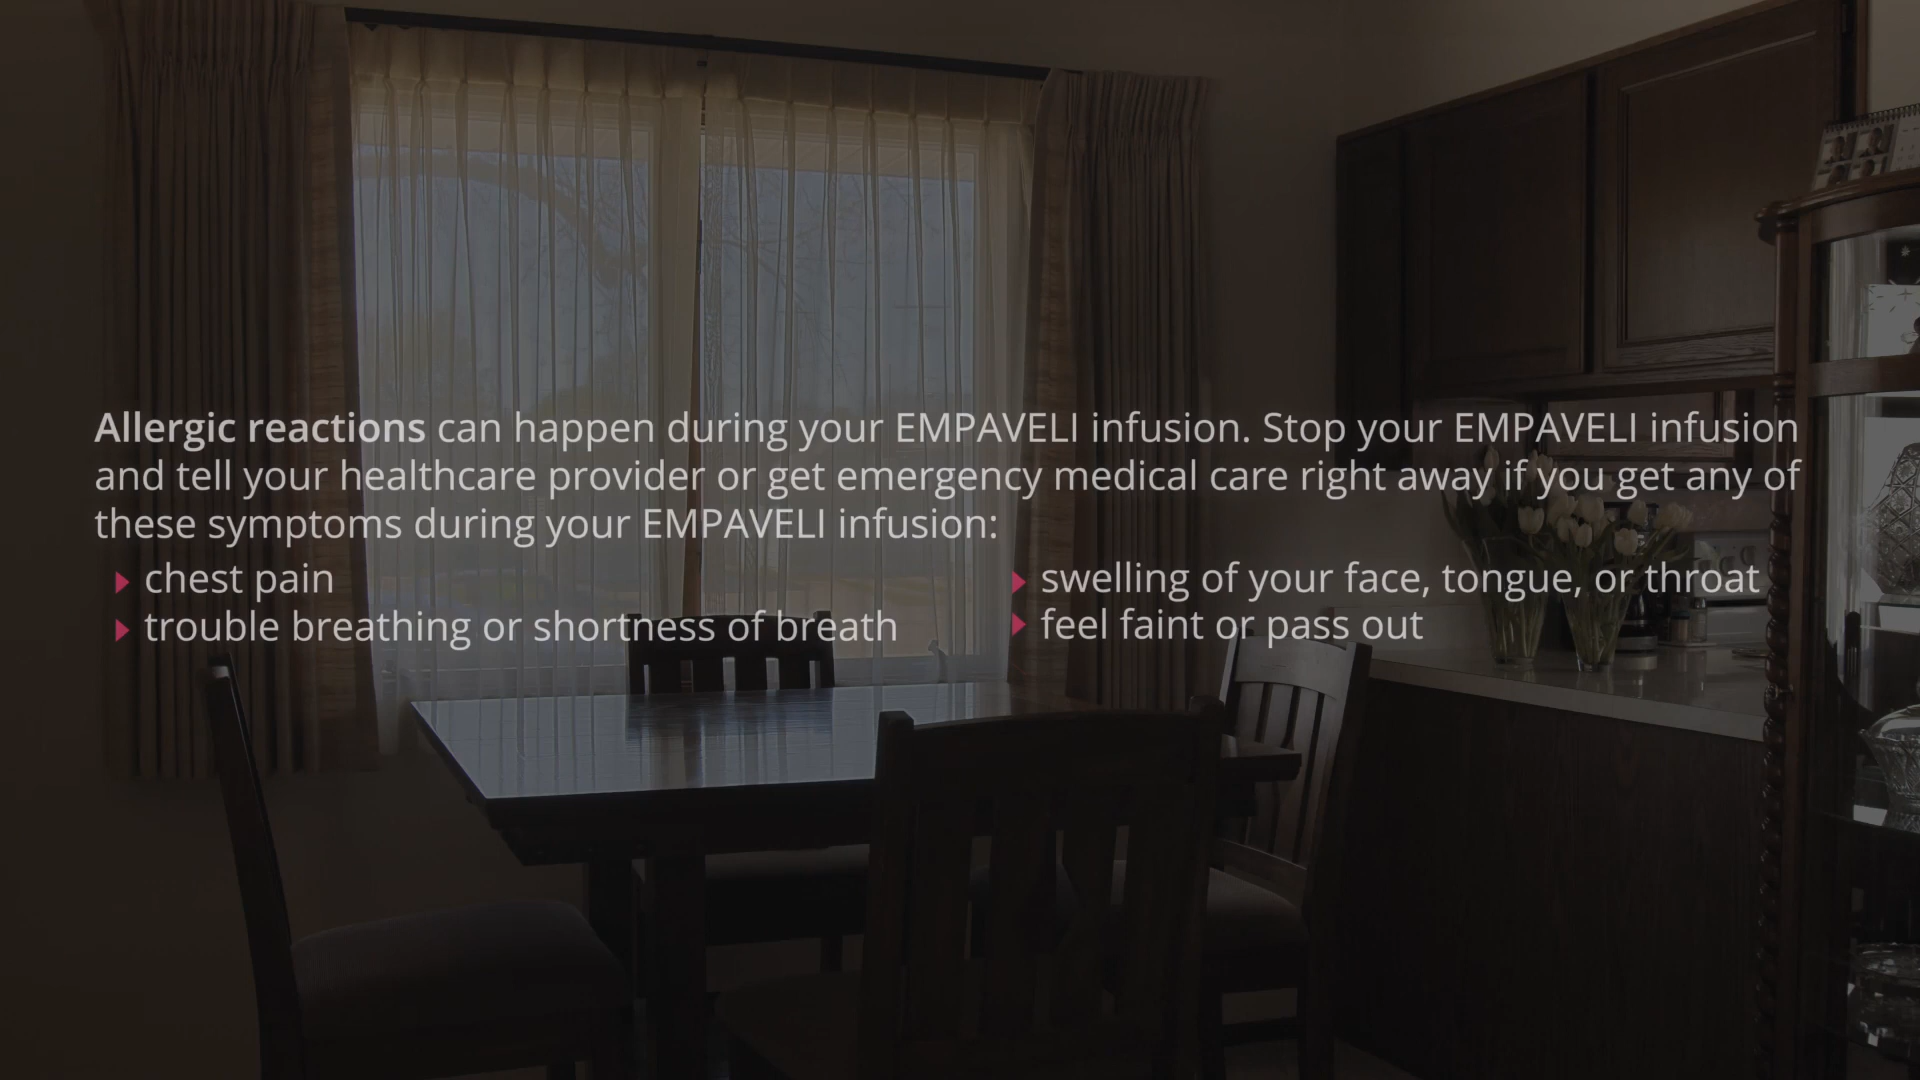 Allergic reactions can happen during your EMPAVELI infusion. Stop your EMPAVELI infusion
and tell your healthcare provider or get emergency medical care right away if you get any of
these symptoms during your EMPAVELI infusion:
chest pain
trouble breathing or shortness of breath
swelling of your face, tongue, or throat
feel faint or pass out